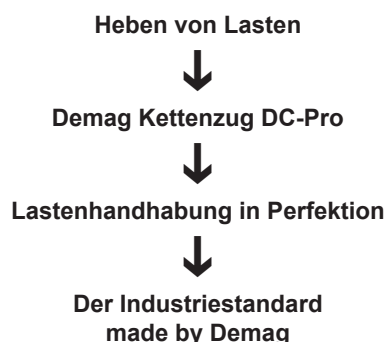 Heben von Lasten
Demag Kettenzug DC-Pro
Lastenhandhabung in Perfektion
Der Industriestandard
made by Demag